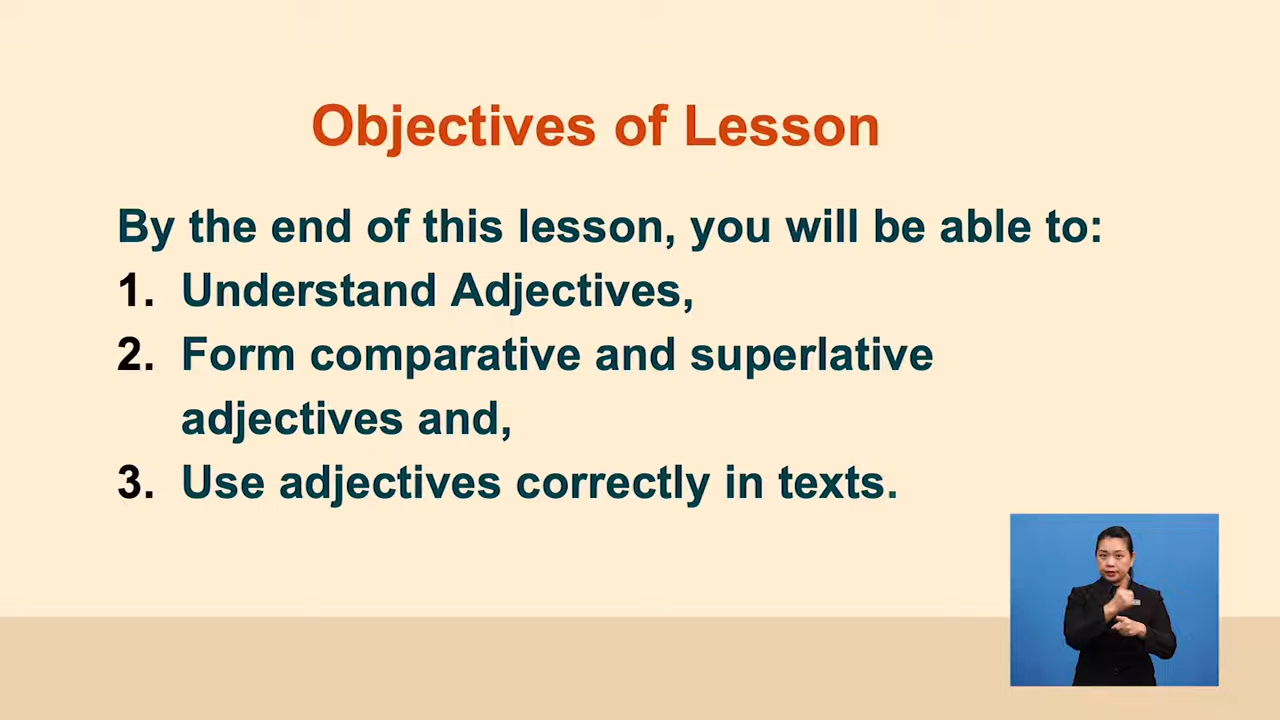 Objectives of Lesson
By the end of this lesson, you will be able to:
1. Understand Adjectives,
2. Form comparative and superlative
adjectives and,
3. Use adjectives correctly in texts.